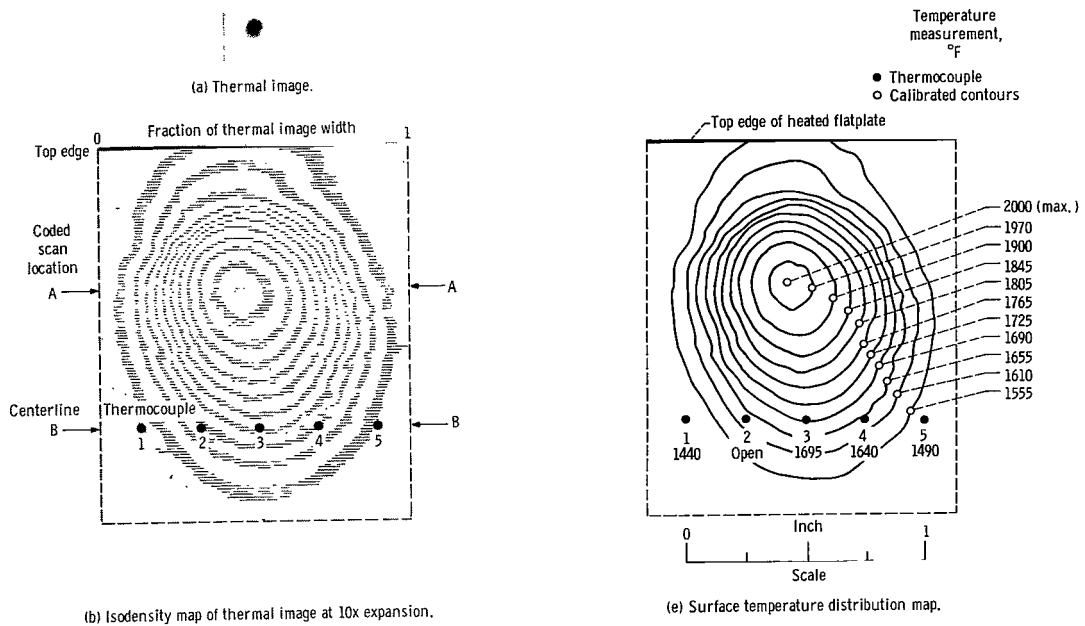 (a) Thermal image.
0 Fraction of thermal image width 1
Top edge
Coded
scan
location
A
A
Centerline
B
Thermocouple
B
1 2 3 4 5
(b) Isodensity map of thermal image at 10x expansion.
Temperature
measurement,
°F
Thermocouple
Calibrated contours
Top edge of heated flatplate
2000 (max.)
1970
1900
1845
1805
1765
1725
1690
1655
1610
1555
1 2 3 4 5
1440 Open 1695 1640 1490
Inch
0 1
Scale
(e) Surface temperature distribution map.